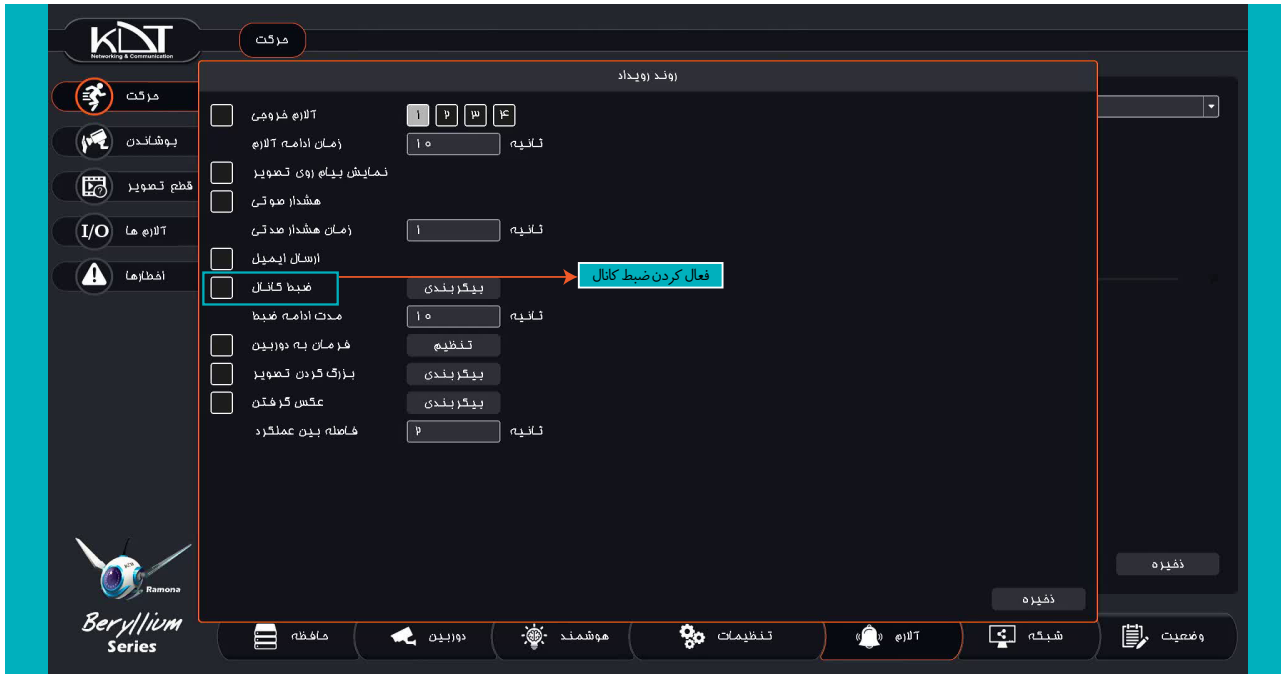 KDT
Networking & Communication
حرکت
روند رویداد
حرکت
پوشاندن
قطع تصویر
آلارم ها I/O
اخطارها
آلارم خروجی ۱ ۲ ۳ ۴
زمان ادامه آلارم ۱۰ ثانیه
نمایش پیام روی تصویر
هشدار صوتی
زمان هشدار صدتی ۱ ثانیه
ارسال ایمیل
ضبط کانال پیکربندی
فعال کردن ضبط کانال
مدت ادامه ضبط ۱۰ ثانیه
فرمان به دوربین تنظیم
بزرگ کردن تصویر پیکربندی
عکس گرفتن پیکربندی
فاصله بین عملکرد ۲ ثانیه
ذخیره
ذخیره
Ramona
Beryllium
Series
حافظه
دوربین
هوشمند
تنظیمات
آلارم
شبکه
وضعیت